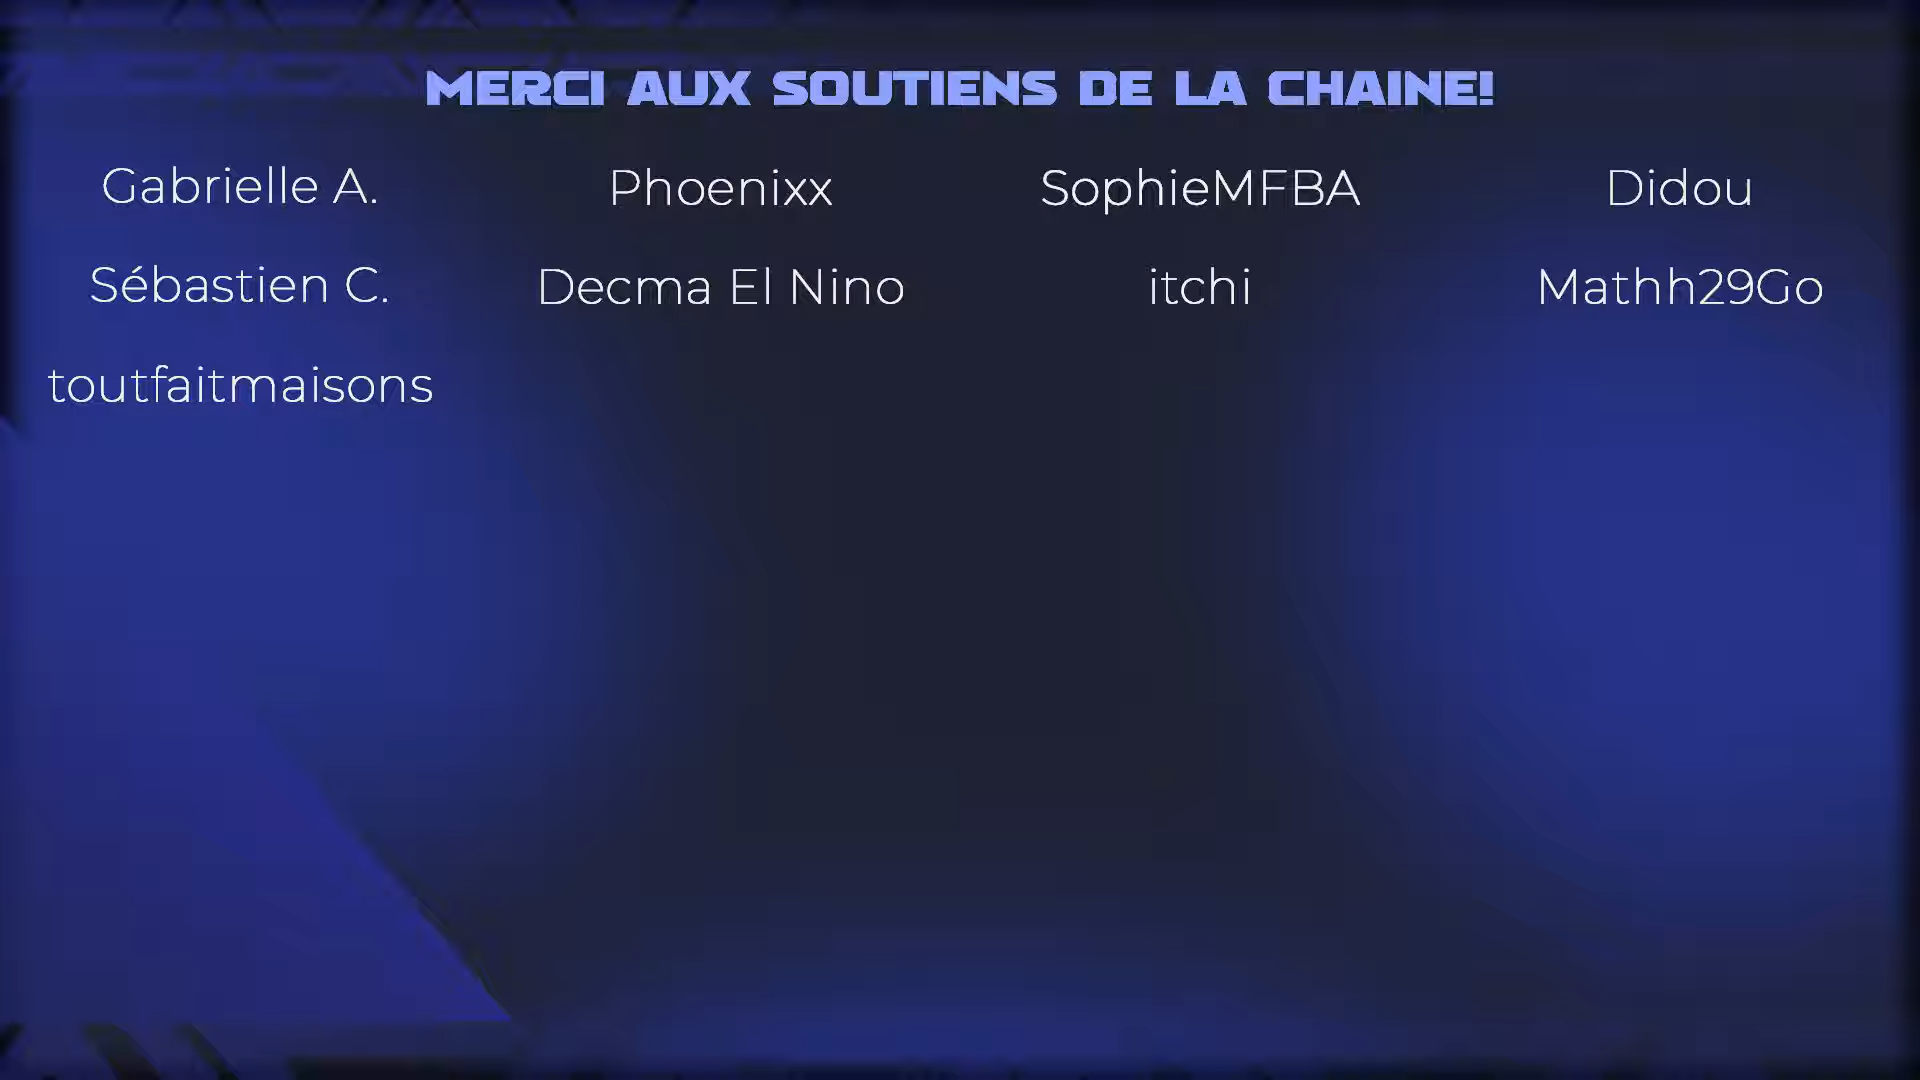 MERCI AUX SOUTIENS DE LA CHAINE!
Gabrielle A. Phoenixx SophieMFBA Didou
Sébastien C. Decma El Nino itchi Mathh29Go
toutfaitmaisons